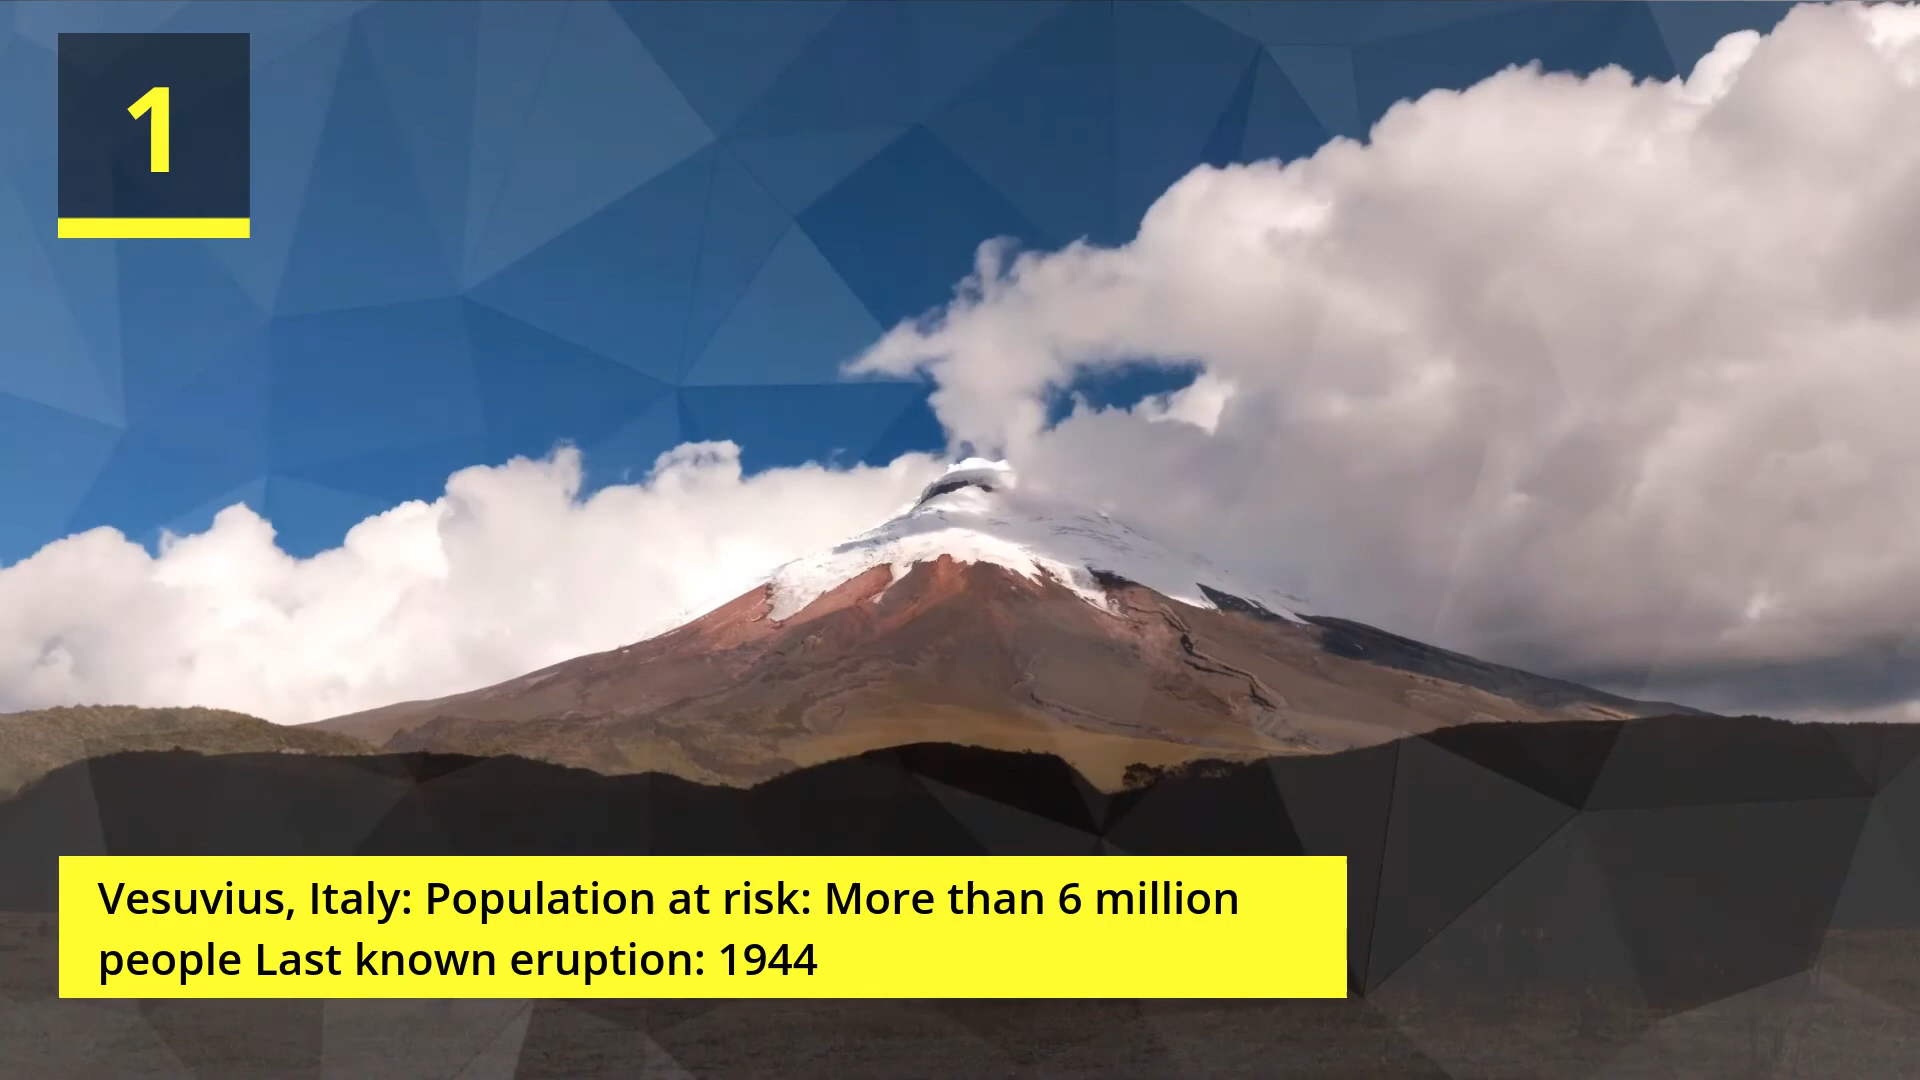 1
Vesuvius, Italy: Population at risk: More than 6 million
people Last known eruption: 1944